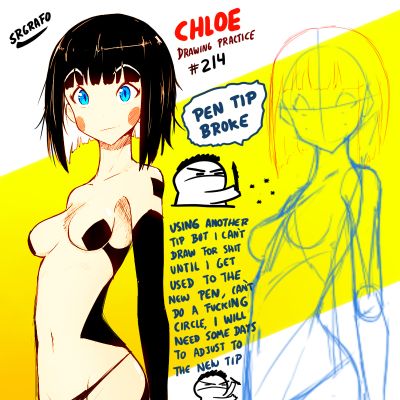 SRGRAFO
CHLOE
DRAWING PRACTICE
#214
PEN TIP
BROKE
USING ANOTHER
TIP BUT I CAN'T
DRAW FOR SHIT
UNTIL I GET
USED TO THE
NEW PEN, CAN'T
DO A FUCKING
CIRCLE, I WILL
NEED SOME DAYS
TO ADJUST TO
THE NEW TIP